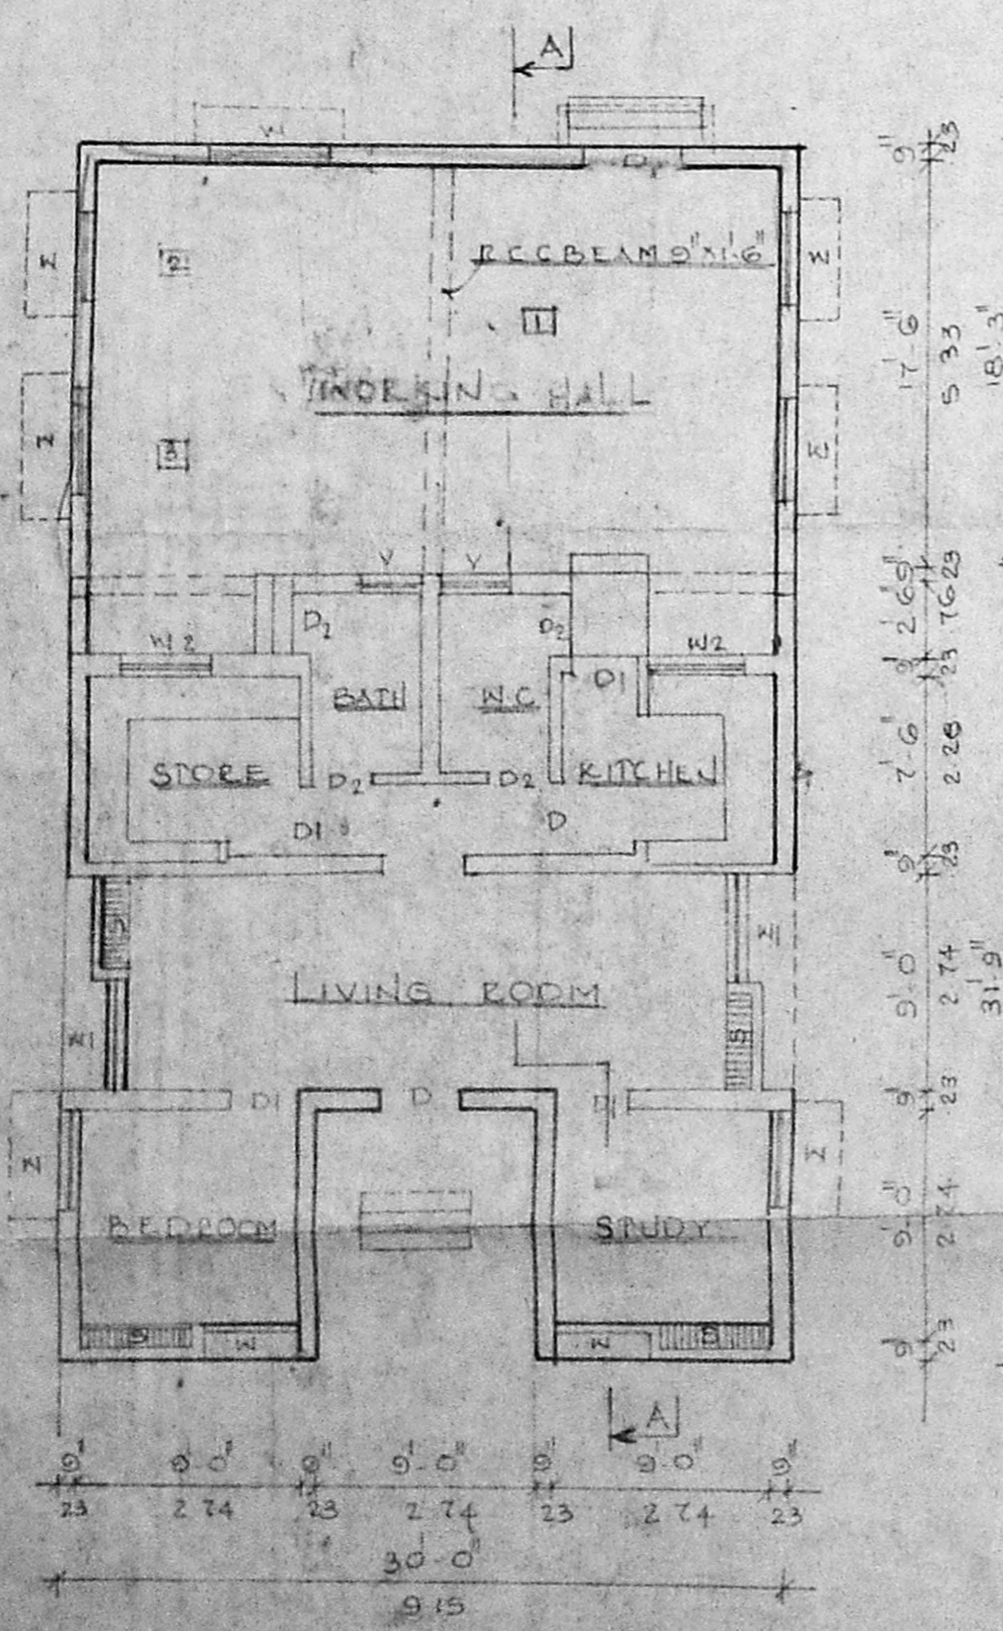 A
W
D
9" 23
W
W
RCC BEAM 9"x1'-6"
2
1
17'-6" 5 33 18'-3"
WORKING HALL
W
W
3
V V
9" 23
D2 D2
2'-6" 76
W2 W2
9" 23
BATH W.C D1
STORE D2 D2 KITCHEN
7'-6" 2 28
D1 D
9" 23
S
W1
LIVING ROOM
9'-0" 2 74 31'-9"
W1
S
D1 D D1
9" 23
W
W
BEDROOM STUDY
9'-0" 2 74
S W W S
9" 23
A
9" 9'-0" 9" 9'-0" 9" 9'-0" 9"
23 2 74 23 2 74 23 2 74 23
30'-0"
9 15